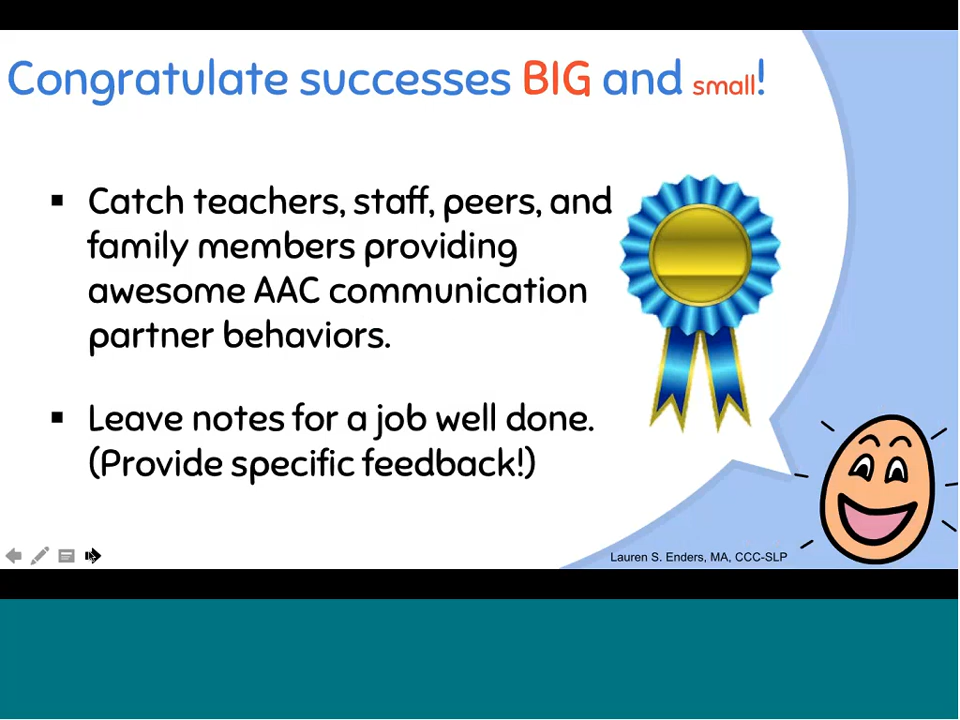 Congratulate successes BIG and small!
▪ Catch teachers, staff, peers, and
family members providing
awesome AAC communication
partner behaviors.
▪ Leave notes for a job well done.
(Provide specific feedback!)
Lauren S. Enders, MA, CCC-SLP